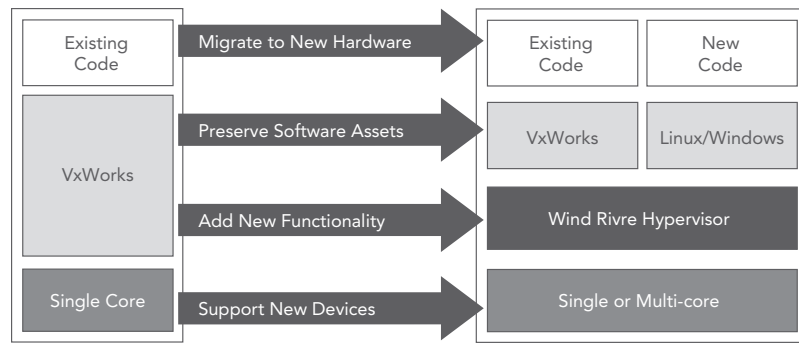 Existing
Code
VxWorks
Single Core
Migrate to New Hardware
Preserve Software Assets
Add New Functionality
Support New Devices
Existing
Code
New
Code
VxWorks
Linux/Windows
Wind Rivre Hypervisor
Single or Multi-core